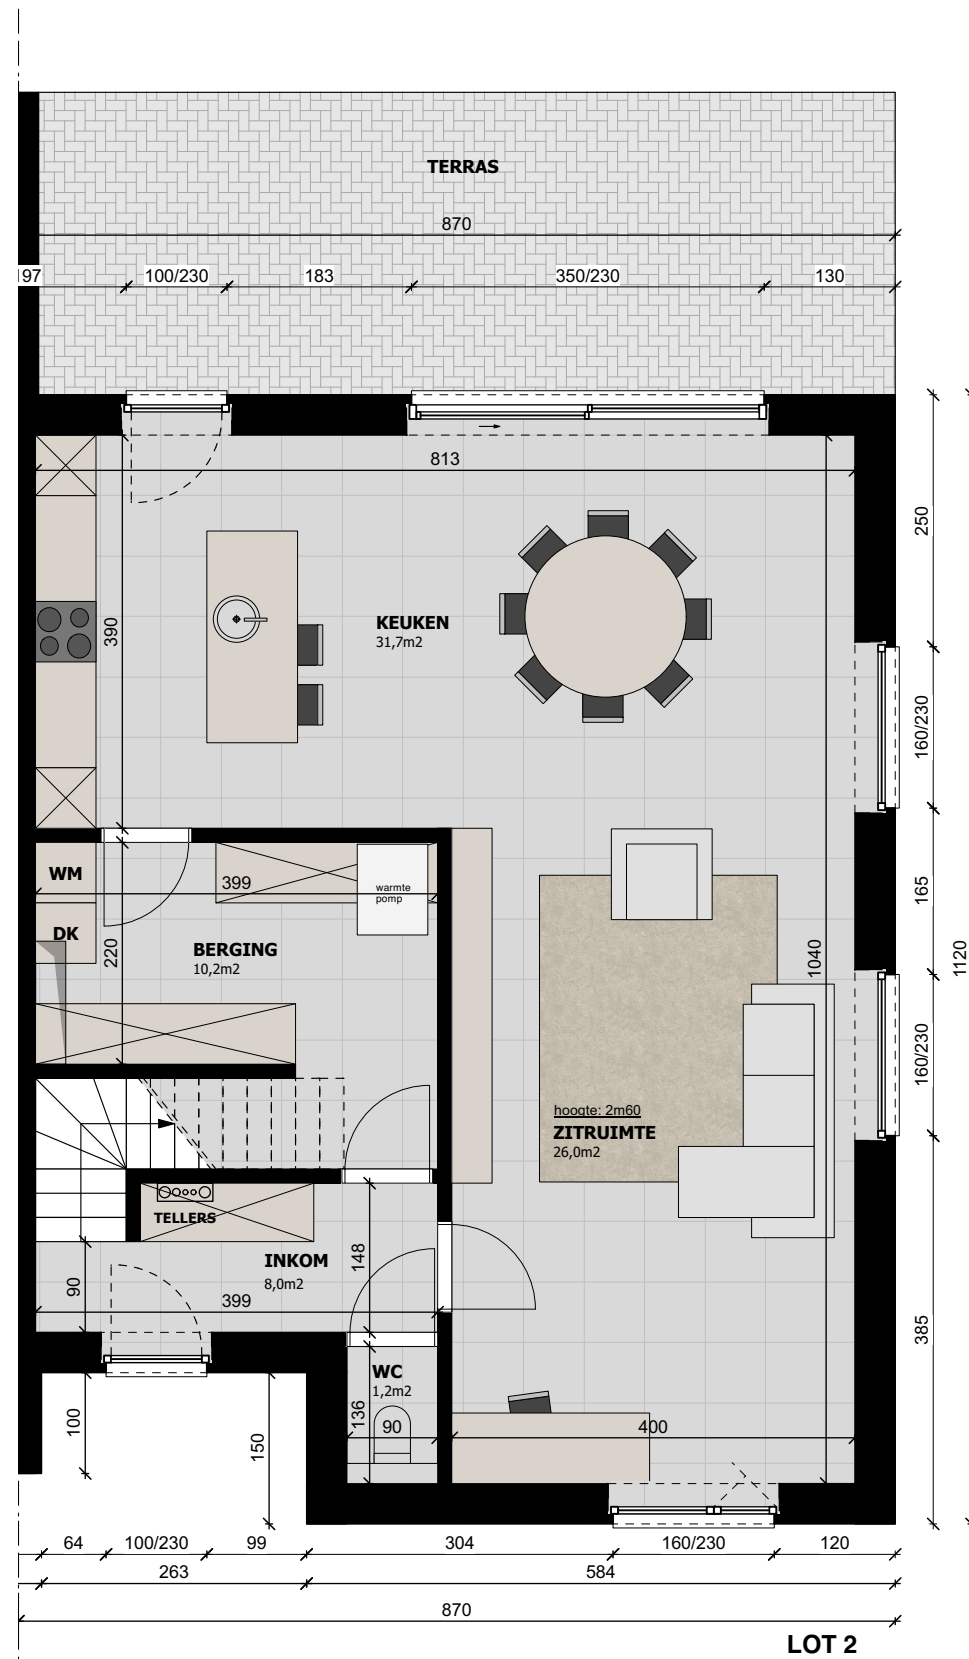 TERRAS
870
197
100/230
183
350/230
130
813
250
390
KEUKEN
31,7m2
160/230
WM
399
warmte
pomp
165
DK
220
BERGING
10,2m2
1040
1120
160/230
hoogte: 2m60
ZITRUIMTE
26,0m2
TELLERS
INKOM
8,0m2
148
90
399
385
WC
1,2m2
136
90
400
100
150
64
100/230
99
304
160/230
120
263
584
870
LOT 2